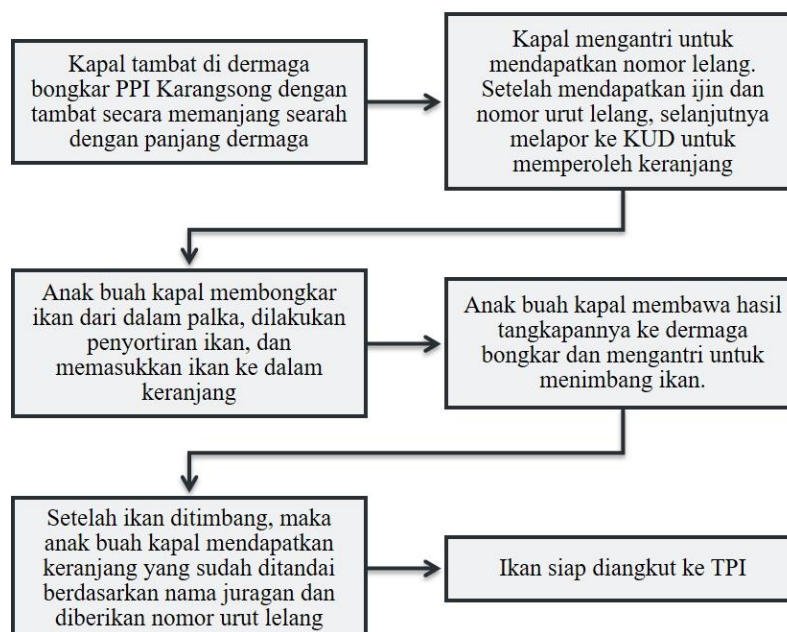 Kapal tambat di dermaga
bongkar PPI Karangsong dengan
tambat secara memanjang searah
dengan panjang dermaga
Kapal mengantri untuk
mendapatkan nomor lelang.
Setelah mendapatkan ijin dan
nomor urut lelang, selanjutnya
melapor ke KUD untuk
memperoleh keranjang
Anak buah kapal membongkar
ikan dari dalam palka, dilakukan
penyortiran ikan, dan
memasukkan ikan ke dalam
keranjang
Anak buah kapal membawa hasil
tangkapannya ke dermaga
bongkar dan mengantri untuk
menimbang ikan.
Setelah ikan ditimbang, maka
anak buah kapal mendapatkan
keranjang yang sudah ditandai
berdasarkan nama juragan dan
diberikan nomor urut lelang
Ikan siap diangkut ke TPI